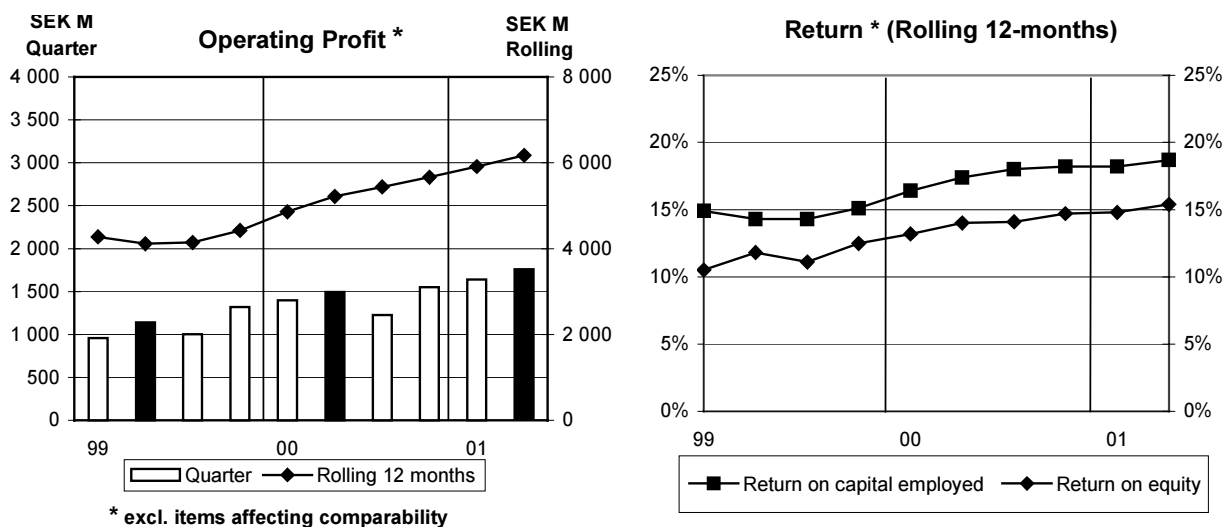 SEK M
Quarter
Operating Profit *
SEK M
Rolling
4 000
3 500
3 000
2 500
2 000
1 500
1 000
500
0
8 000
6 000
4 000
2 000
0
99
00
01
Quarter
Rolling 12 months
* excl. items affecting comparability
Return * (Rolling 12-months)
25%
20%
15%
10%
5%
0%
25%
20%
15%
10%
5%
0%
99
00
01
Return on capital employed
Return on equity